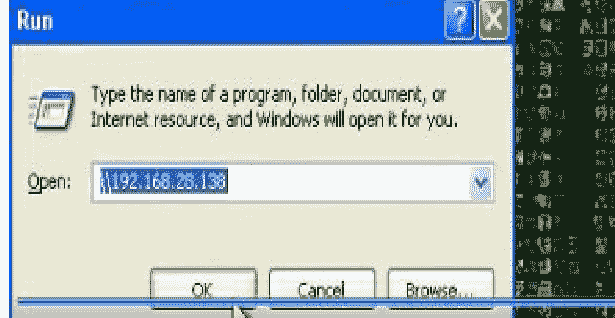 Run
Type the name of a program, folder, document, or
Internet resource, and Windows will open it for you.
Open: \\192.168.25.138
OK Cancel Browse...